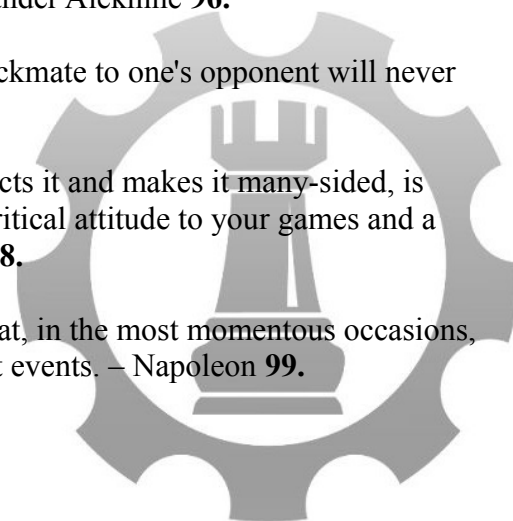 ander Alekhine 96.
ckmate to one's opponent will never
cts it and makes it many-sided, is
ritical attitude to your games and a
8.
at, in the most momentous occasions,
t events. – Napoleon 99.